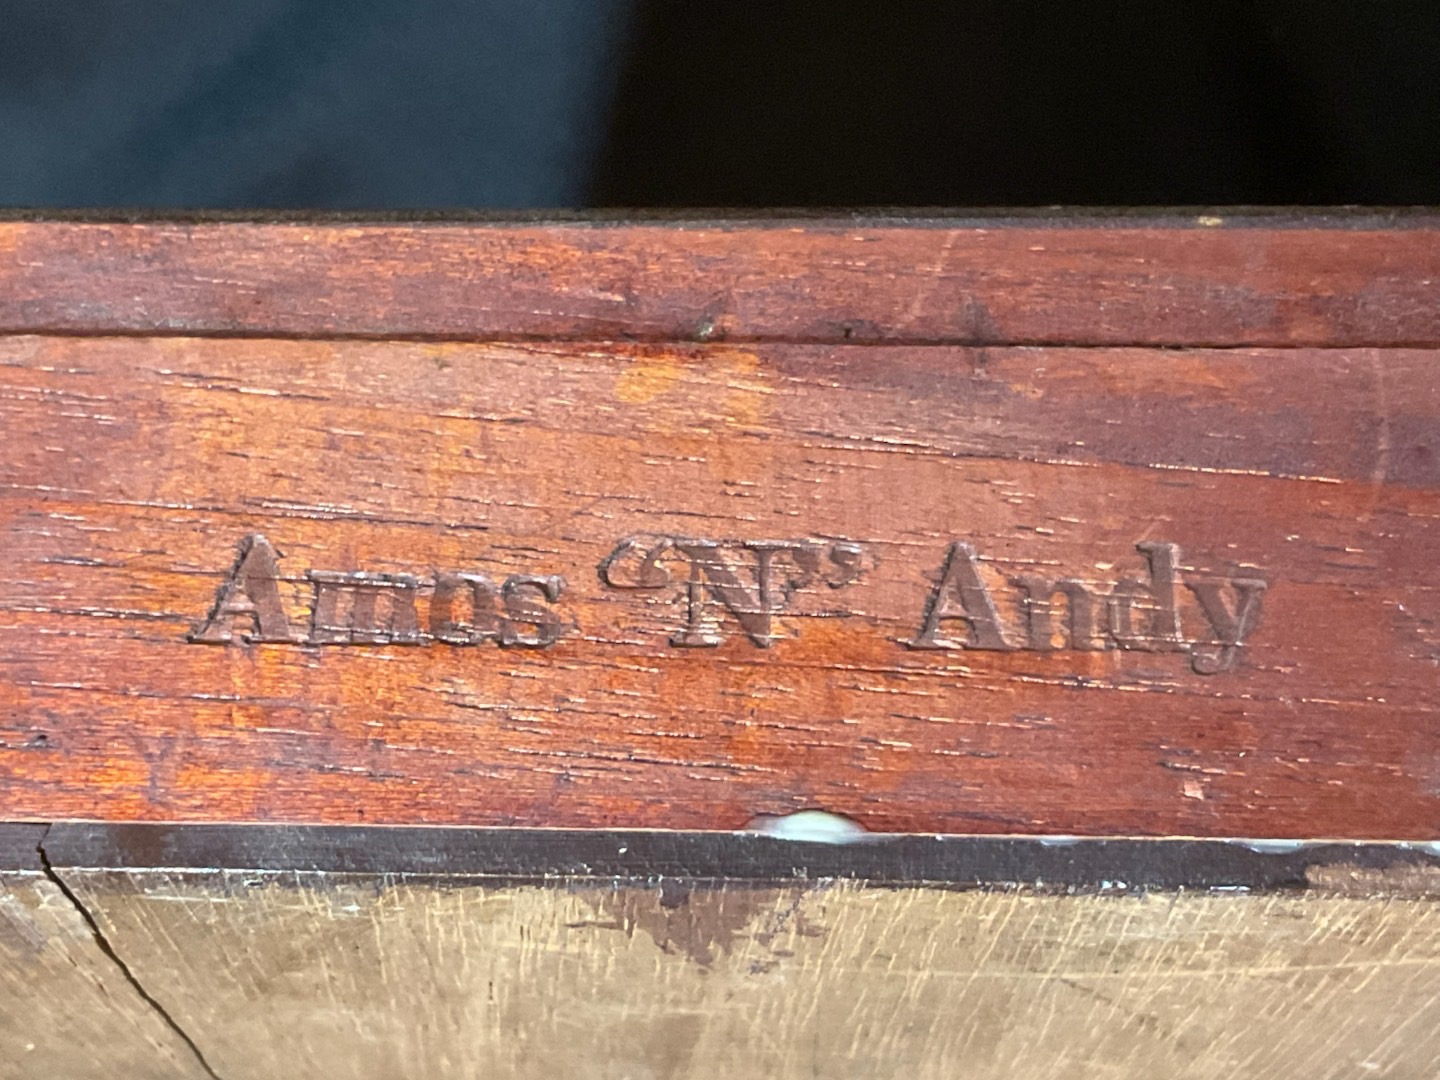 Amos “N” Andy